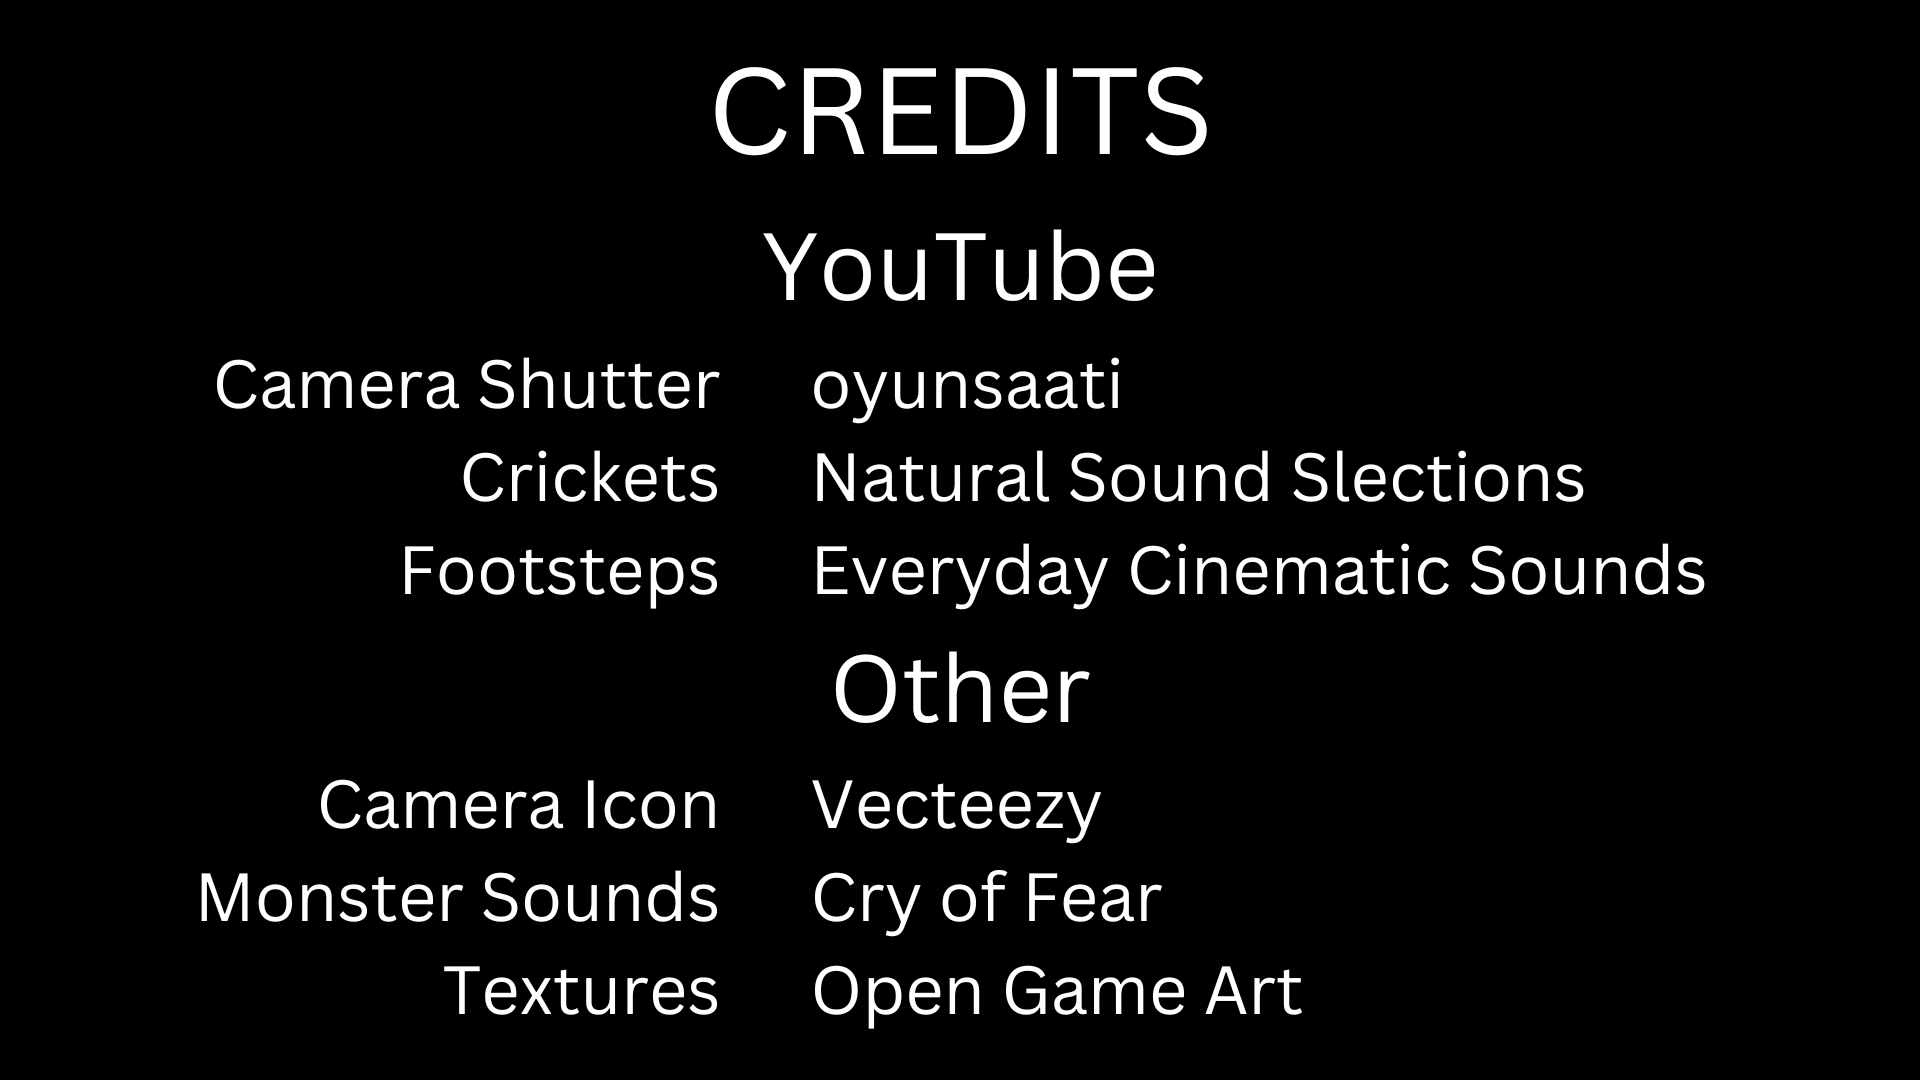 CREDITS
YouTube
Camera Shutter oyunsaati
Crickets Natural Sound Slections
Footsteps Everyday Cinematic Sounds
Other
Camera Icon Vecteezy
Monster Sounds Cry of Fear
Textures Open Game Art